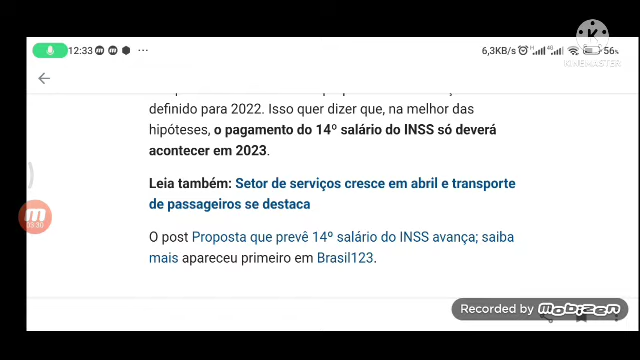 12:33
6,3KB/s
56%
KINEMASTER
definido para 2022. Isso quer dizer que, na melhor das
hipóteses, o pagamento do 14º salário do INSS só deverá
acontecer em 2023.
Leia também: Setor de serviços cresce em abril e transporte
de passageiros se destaca
03:30
O post Proposta que prevê 14º salário do INSS avança; saiba
mais apareceu primeiro em Brasil123.
Recorded by mobizen